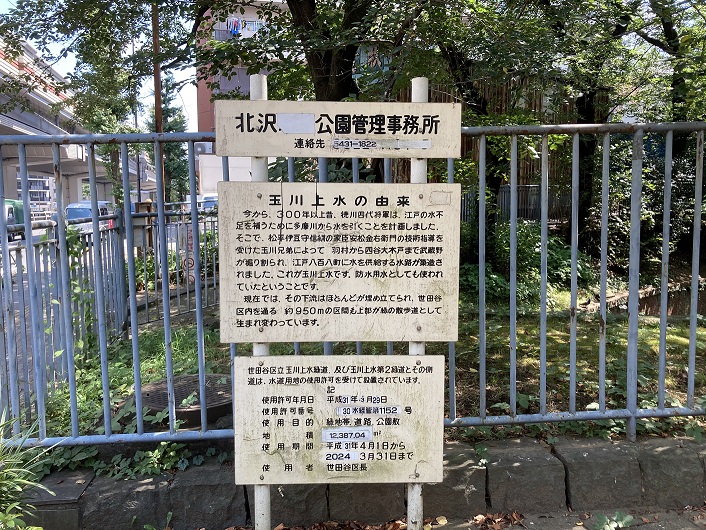 北沢 公園管理事務所
連絡先 5431-1822
玉川上水の由来
今から、300年以上昔、徳川四代将軍は、江戸の水不
足を補うために多摩川から水を引くことを計画しました。
そこで、松平伊豆守信綱の家臣安松金右衛門の技術指導を
受けた玉川兄弟によって 羽村から四谷大木戸まで武蔵野
が堀り割られ、江戸八百八町に水を供給する水路が築造さ
れました。これが玉川上水です。防水用水としても使われ
ていたということです。
現在では、その下流はほとんどが埋め立てられ、世田谷
区内を通る 約950mの区間も上部が緑の散歩道として
生まれ変わっています。
世田谷区立玉川上水緑道、及び玉川上水第2緑道とその側
道は、水道用地の使用許可を受けて設置されています。
記
使用許可年月日 平成31年3月29日
使用許可番号 30水経管第1152号
使用目的 緑地帯、道路、公園敷
地積 12,387.04㎡
使用期間 平成31年4月1日から
2024 3月31日まで
使用者 世田谷区長